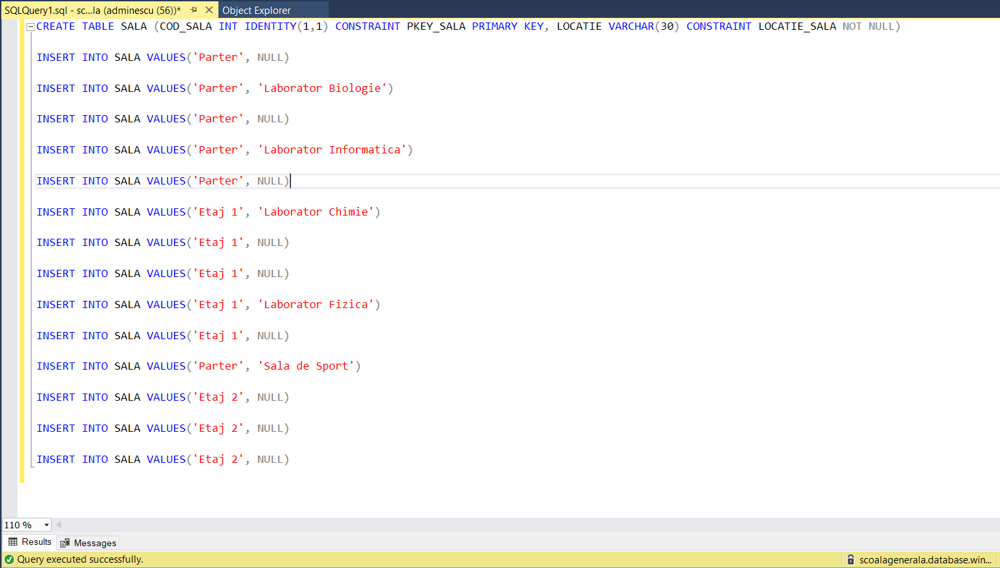 SQLQuery1.sql - sc...la (adminescu (56))* Object Explorer
CREATE TABLE SALA (COD_SALA INT IDENTITY(1,1) CONSTRAINT PKEY_SALA PRIMARY KEY, LOCATIE VARCHAR(30) CONSTRAINT LOCATIE_SALA NOT NULL)
INSERT INTO SALA VALUES('Parter', NULL)
INSERT INTO SALA VALUES('Parter', 'Laborator Biologie')
INSERT INTO SALA VALUES('Parter', NULL)
INSERT INTO SALA VALUES('Parter', 'Laborator Informatica')
INSERT INTO SALA VALUES('Parter', NULL)
INSERT INTO SALA VALUES('Etaj 1', 'Laborator Chimie')
INSERT INTO SALA VALUES('Etaj 1', NULL)
INSERT INTO SALA VALUES('Etaj 1', NULL)
INSERT INTO SALA VALUES('Etaj 1', 'Laborator Fizica')
INSERT INTO SALA VALUES('Etaj 1', NULL)
INSERT INTO SALA VALUES('Parter', 'Sala de Sport')
INSERT INTO SALA VALUES('Etaj 2', NULL)
INSERT INTO SALA VALUES('Etaj 2', NULL)
INSERT INTO SALA VALUES('Etaj 2', NULL)
110 %
Results Messages
Query executed successfully. scoalagenerala.database.win...